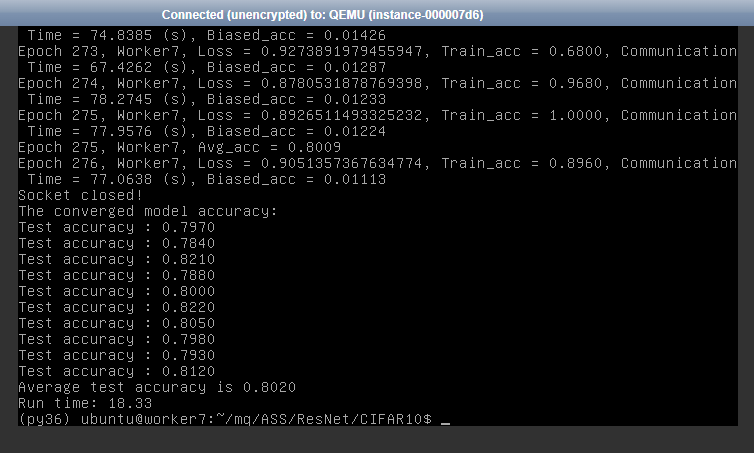 Connected (unencrypted) to: QEMU (instance-000007d6)
Time = 74.8385 (s), Biased_acc = 0.01426
Epoch 273, Worker7, Loss = 0.9273891979455947, Train_acc = 0.6800, Communication
Time = 67.4262 (s), Biased_acc = 0.01287
Epoch 274, Worker7, Loss = 0.8780531878769398, Train_acc = 0.9680, Communication
Time = 78.2745 (s), Biased_acc = 0.01233
Epoch 275, Worker7, Loss = 0.8926511493325232, Train_acc = 1.0000, Communication
Time = 77.9576 (s), Biased_acc = 0.01224
Epoch 275, Worker7, Avg_acc = 0.8009
Epoch 276, Worker7, Loss = 0.9051357367634774, Train_acc = 0.8960, Communication
Time = 77.0638 (s), Biased_acc = 0.01113
Socket closed!
The converged model accuracy:
Test accuracy : 0.7970
Test accuracy : 0.7840
Test accuracy : 0.8210
Test accuracy : 0.7880
Test accuracy : 0.8000
Test accuracy : 0.8220
Test accuracy : 0.8050
Test accuracy : 0.7980
Test accuracy : 0.7930
Test accuracy : 0.8120
Average test accuracy is 0.8020
Run time: 18.33
(py36) ubuntu@worker7:~/mq/ASS/ResNet/CIFAR10$ _